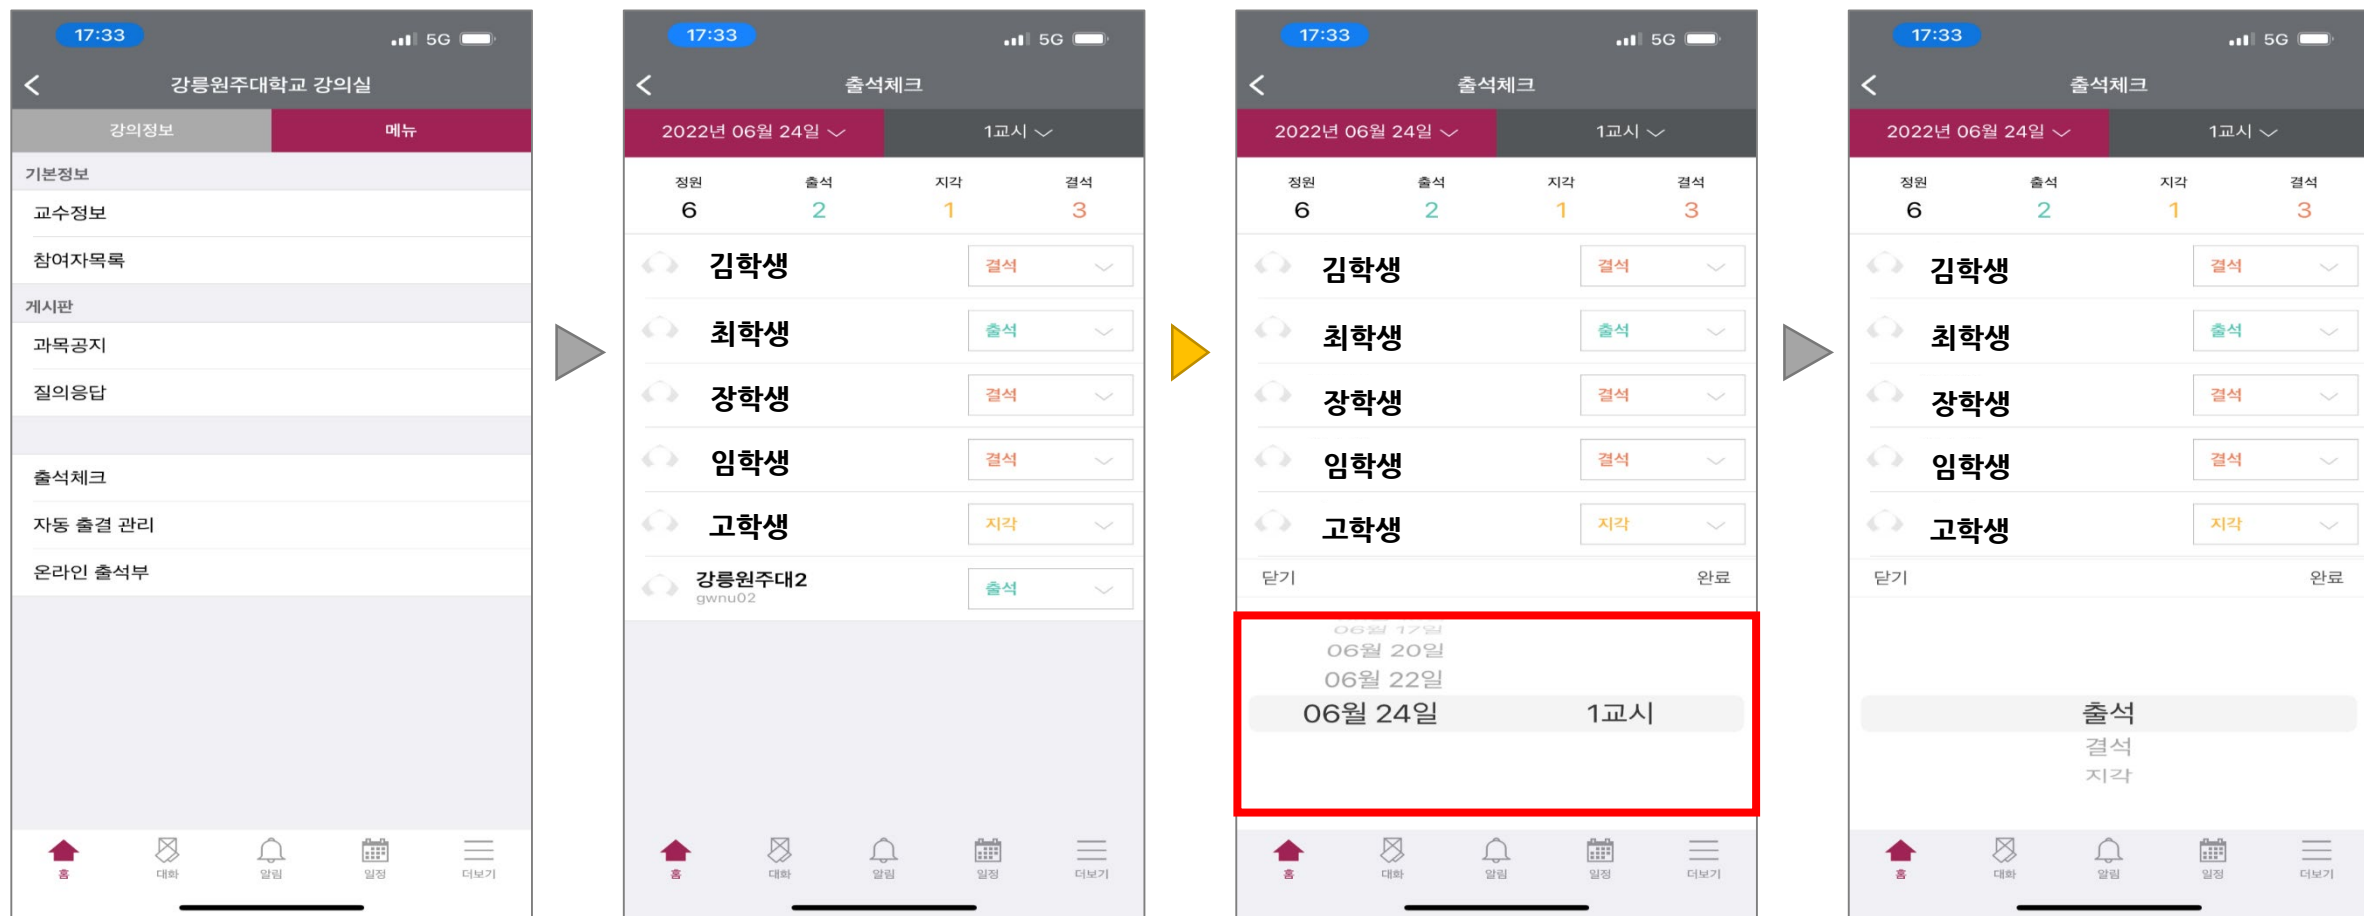 17:33
5G
강릉원주대학교 강의실
강의정보 메뉴
기본정보
교수정보
참여자목록
게시판
과목공지
질의응답
출석체크
자동 출결 관리
온라인 출석부
홈 대화 알림 일정 더보기
17:33
5G
출석체크
2022년 06월 24일 1교시
정원 출석 지각 결석
6 2 1 3
김학생 결석
최학생 출석
장학생 결석
임학생 결석
고학생 지각
강릉원주대2 출석
gwnu02
홈 대화 알림 일정 더보기
17:33
5G
출석체크
2022년 06월 24일 1교시
정원 출석 지각 결석
6 2 1 3
김학생 결석
최학생 출석
장학생 결석
임학생 결석
고학생 지각
닫기 완료
06월 17일
06월 20일
06월 22일
06월 24일 1교시
홈 대화 알림 일정 더보기
17:33
5G
출석체크
2022년 06월 24일 1교시
정원 출석 지각 결석
6 2 1 3
김학생 결석
최학생 출석
장학생 결석
임학생 결석
고학생 지각
닫기 완료
출석
결석
지각
홈 대화 알림 일정 더보기